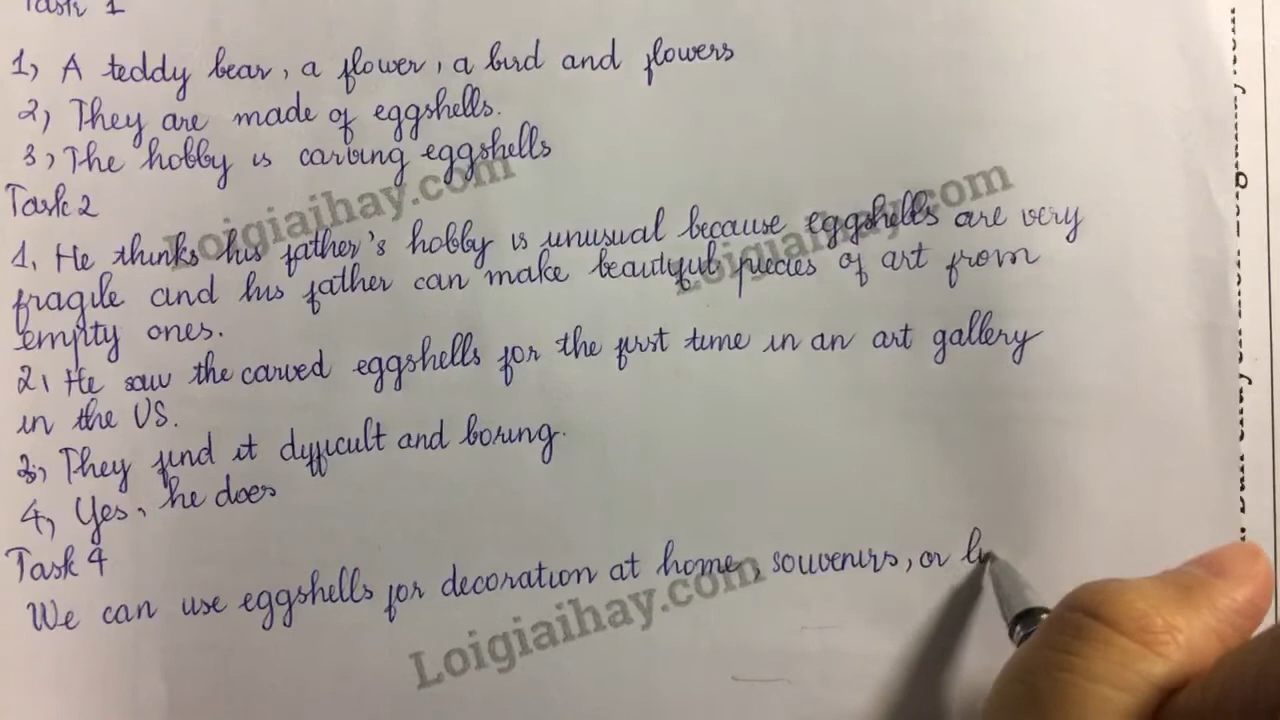 Task 1
1, A teddy bear, a flower, a bird and flowers
2, They are made of eggshells.
3, The hobby is carving eggshells
Task 2
1, He thinks his father's hobby is unusual because eggshells are very
fragile and his father can make beautiful pieces of art from
empty ones.
2, He saw the carved eggshells for the first time in an art gallery
in the US.
3, They find it difficult and boring.
4, Yes, he does
Task 4
We can use eggshells for decoration at home, souvenirs, or
Loigiaihay.com
Loigiaihay.com
Loigiaihay.com